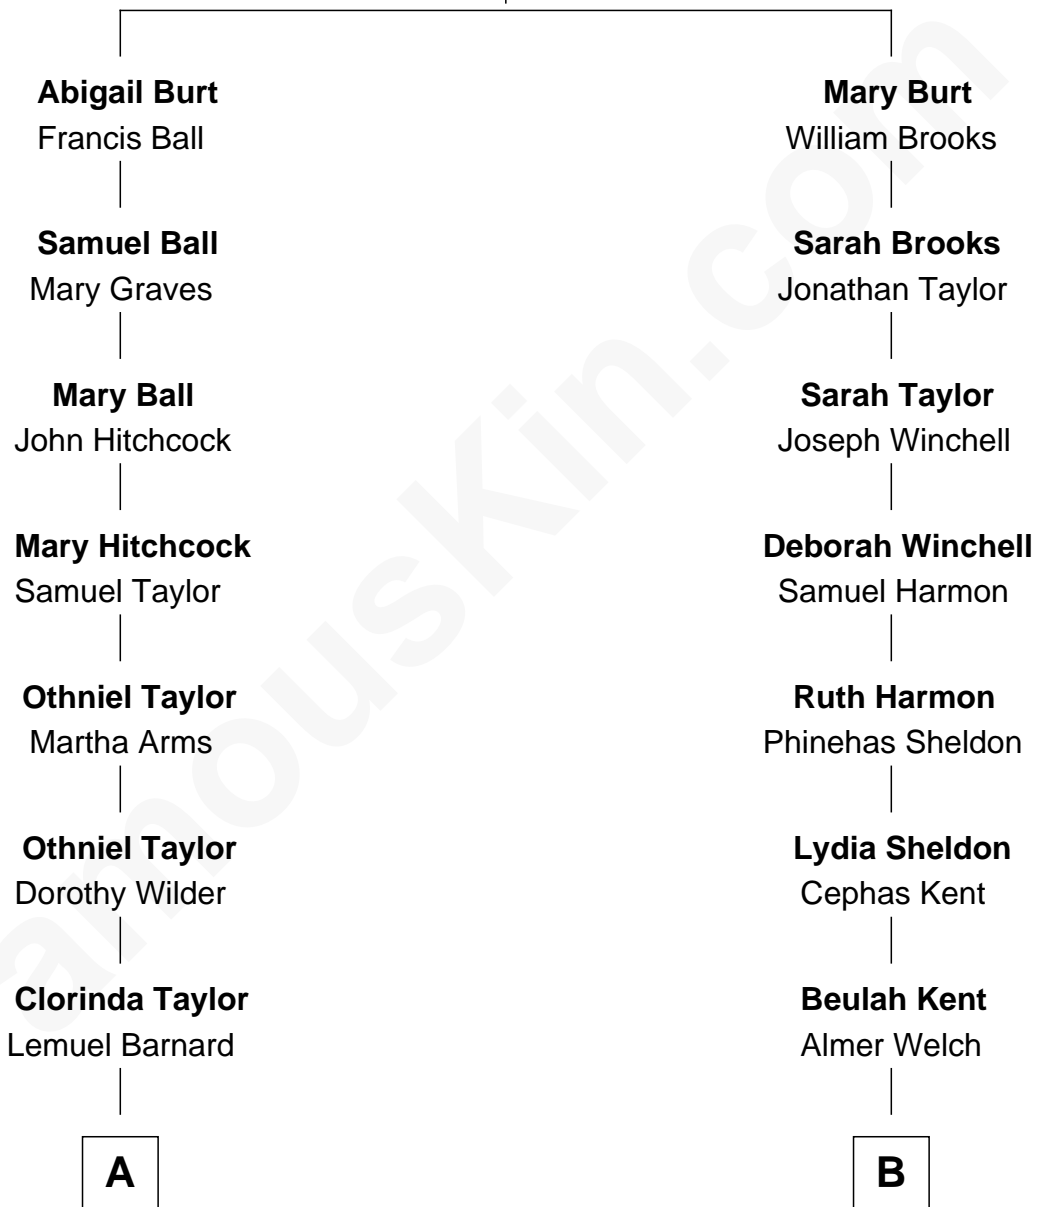 Abigail Burt
Francis Ball
Samuel Ball
Mary Graves
Mary Ball
John Hitchcock
Mary Hitchcock
Samuel Taylor
Othniel Taylor
Martha Arms
Othniel Taylor
Dorothy Wilder
Clorinda Taylor
Lemuel Barnard
A
Mary Burt
William Brooks
Sarah Brooks
Jonathan Taylor
Sarah Taylor
Joseph Winchell
Deborah Winchell
Samuel Harmon
Ruth Harmon
Phinehas Sheldon
Lydia Sheldon
Cephas Kent
Beulah Kent
Almer Welch
B
amouskin.com